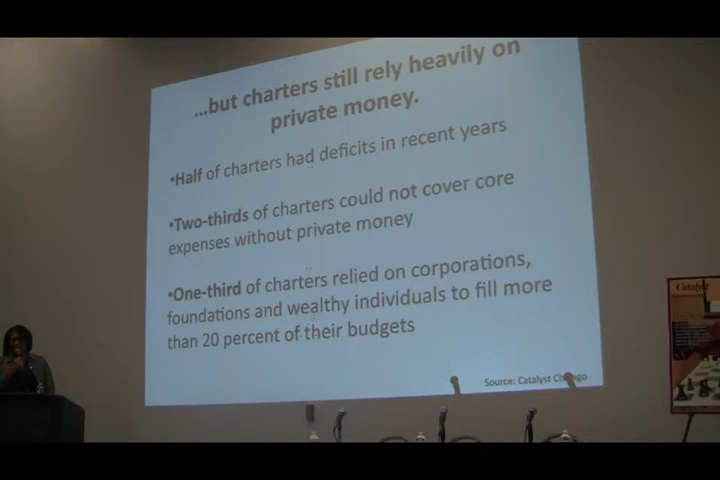 ...but charters still rely heavily on
private money.
•Half of charters had deficits in recent years
•Two-thirds of charters could not cover core
expenses without private money
•One-third of charters relied on corporations,
foundations and wealthy individuals to fill more
than 20 percent of their budgets
Source: Catalyst Chicago
Catalyst